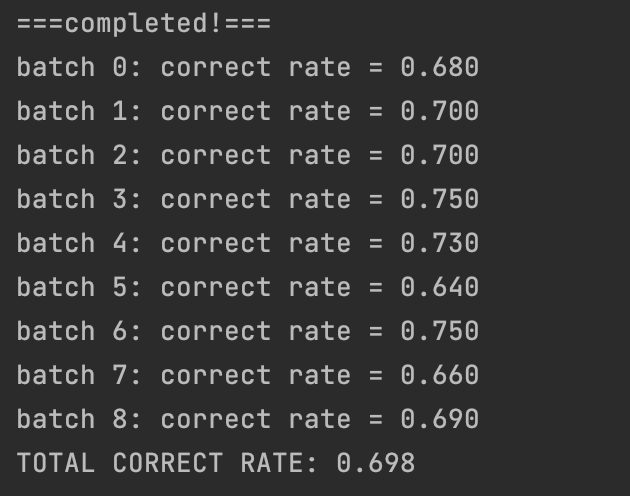 ===completed!===
batch 0: correct rate = 0.680
batch 1: correct rate = 0.700
batch 2: correct rate = 0.700
batch 3: correct rate = 0.750
batch 4: correct rate = 0.730
batch 5: correct rate = 0.640
batch 6: correct rate = 0.750
batch 7: correct rate = 0.660
batch 8: correct rate = 0.690
TOTAL CORRECT RATE: 0.698